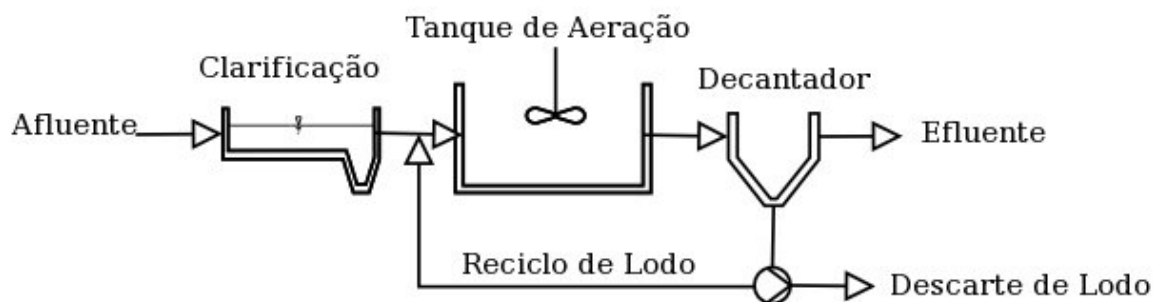 Tanque de Aeração
Clarificação
Decantador
Afluente
Efluente
Reciclo de Lodo
Descarte de Lodo